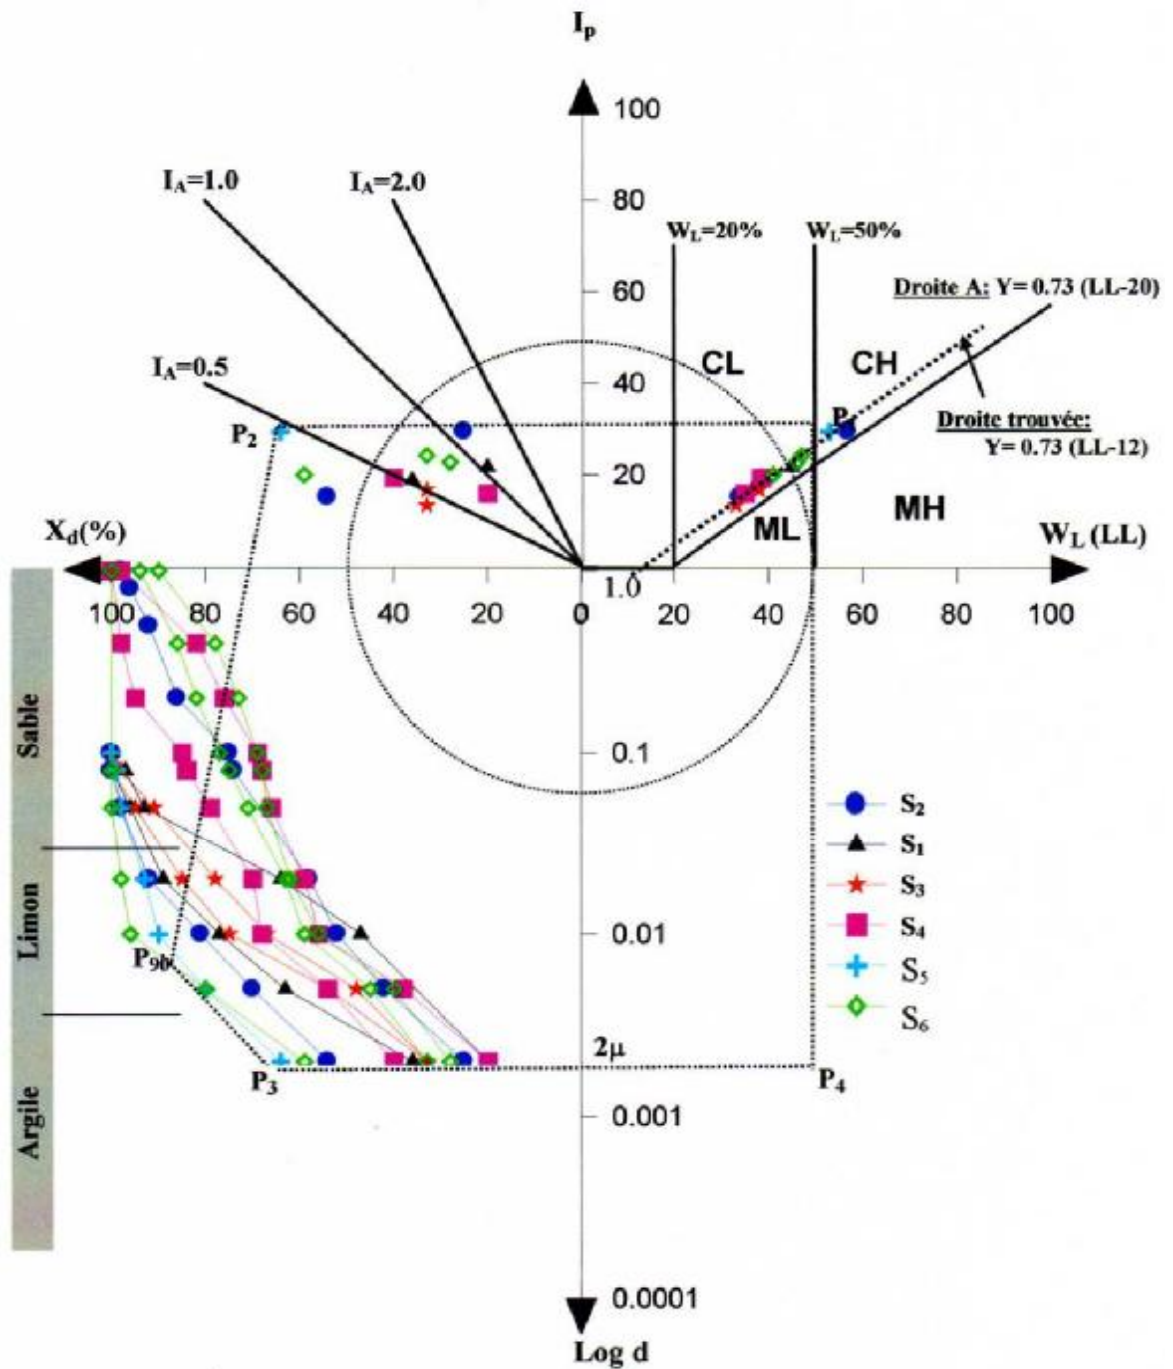 Ip
100
IA=1.0
IA=2.0
80
WL=20%
WL=50%
60
Droite A: Y= 0.73 (LL-20)
IA=0.5
CL
CH
40
P2
P
Droite trouvée:
Y= 0.73 (LL-12)
20
ML
MH
Xd(%)
WL (LL)
1.0
100 80 60 40 20 0 20 40 60 80 100
Sable
0.1
S2
S1
Limon
S3
0.01
S4
P90
S5
S6
2μ
P3
P4
Argile
0.001
0.0001
Log d